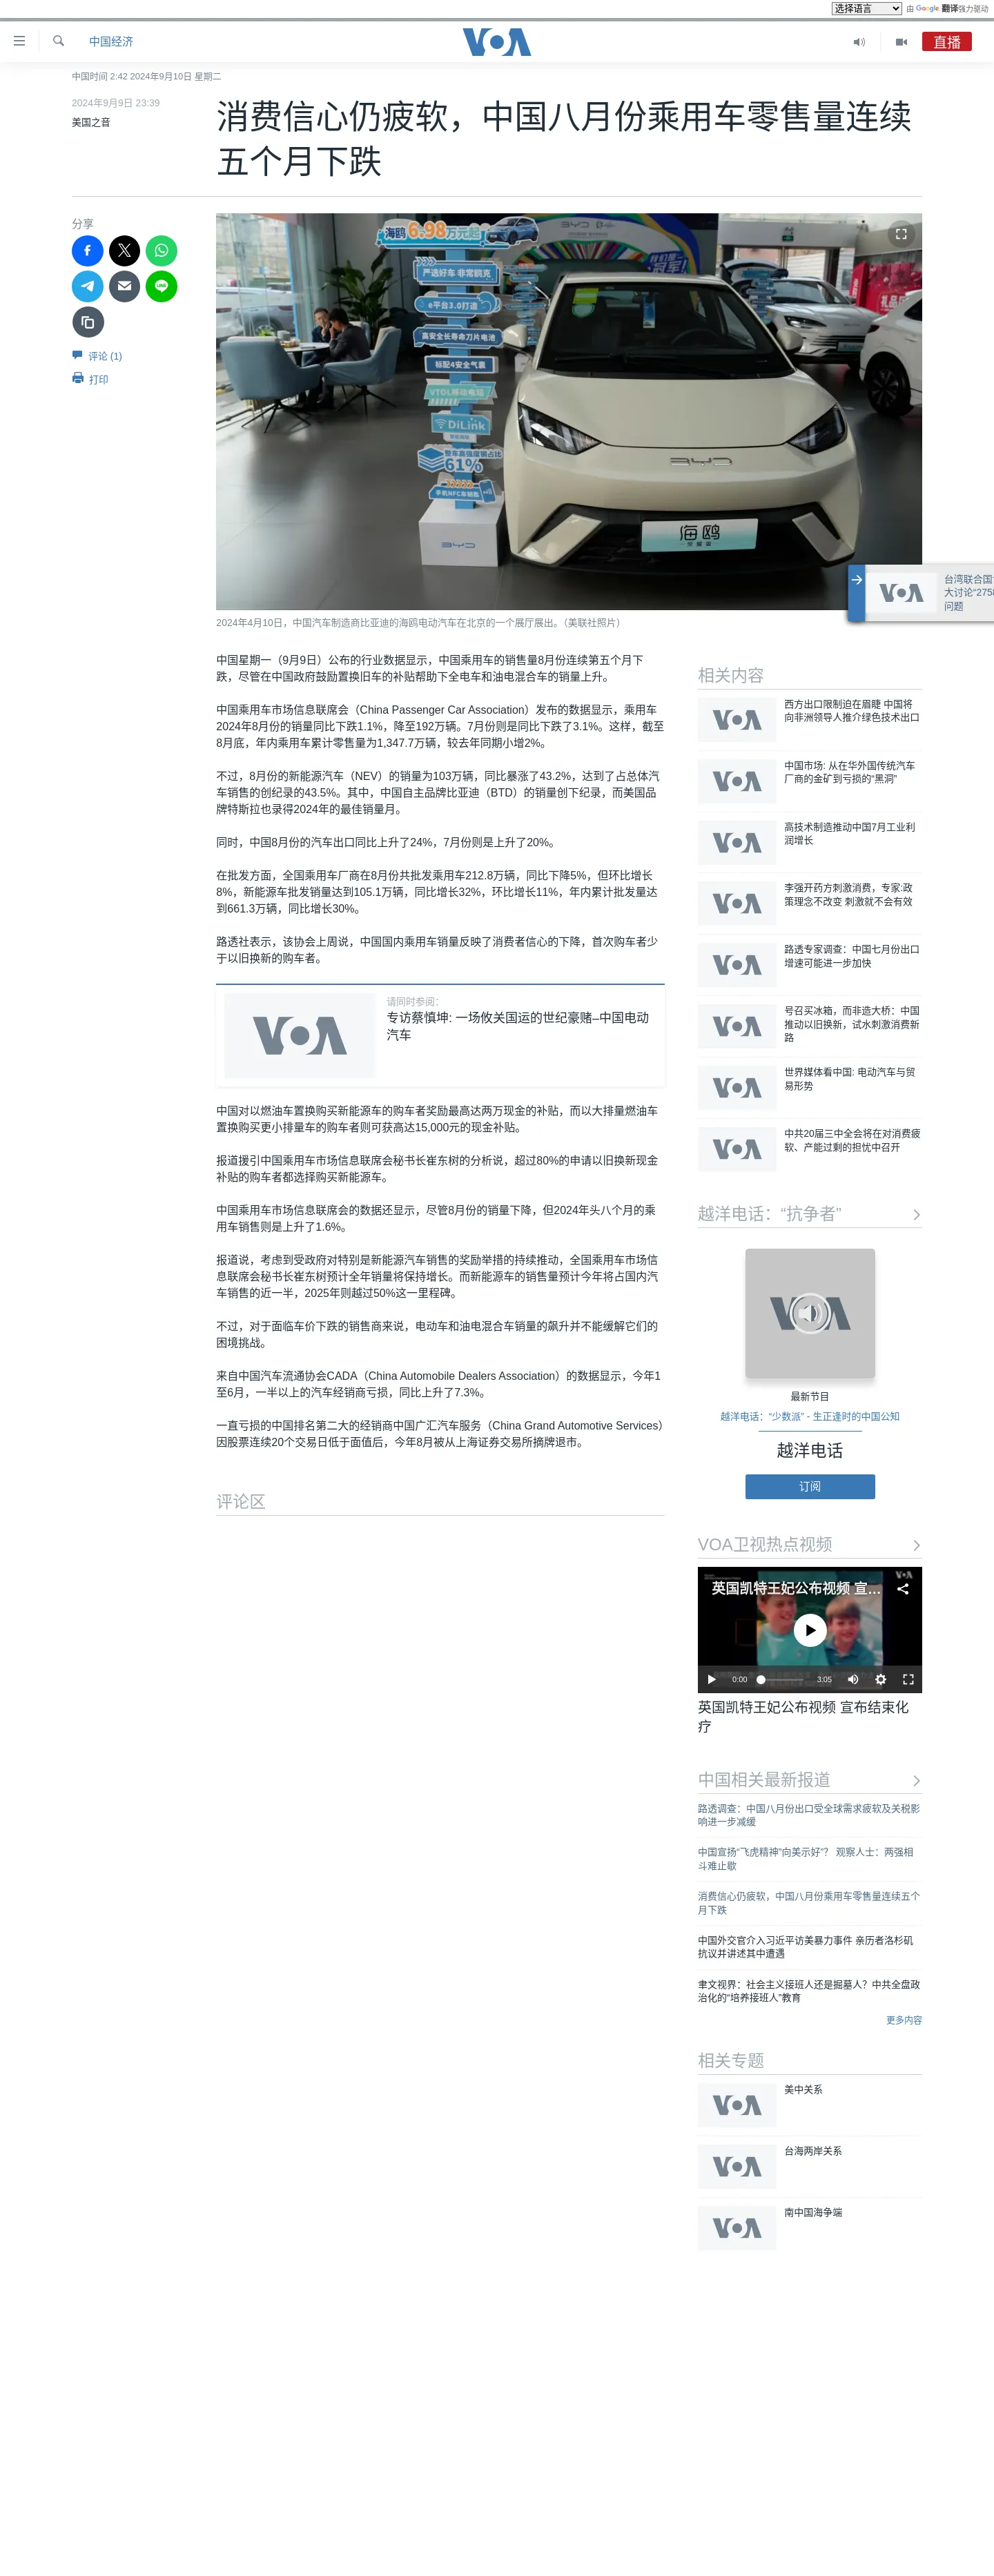 选择语言 由 Google 翻译强力驱动
中国经济
VOA
直播
中国时间 2:42 2024年9月10日 星期二
2024年9月9日 23:39
美国之音
消费信心仍疲软，中国八月份乘用车零售量连续
五个月下跌
分享
评论 (1)
打印
海鸥6.98万元起
严选好车 非常鸥克
e平台3.0打造
高安全长寿命刀片电池
标配4安全气囊
VTOL移动电站
DiLink
整车高强度钢占比
61%
手机NFC车钥匙
BYD
BYD
海鸥
2024年4月10日，中国汽车制造商比亚迪的海鸥电动汽车在北京的一个展厅展出。（美联社照片）
台湾联合国
大讨论“2758
问题
中国星期一（9月9日）公布的行业数据显示，中国乘用车的销售量8月份连续第五个月下
跌，尽管在中国政府鼓励置换旧车的补贴帮助下全电车和油电混合车的销量上升。
中国乘用车市场信息联席会（China Passenger Car Association）发布的数据显示，乘用车
2024年8月份的销量同比下跌1.1%，降至192万辆。7月份则是同比下跌了3.1%。这样，截至
8月底，年内乘用车累计零售量为1,347.7万辆，较去年同期小增2%。
不过，8月份的新能源汽车（NEV）的销量为103万辆，同比暴涨了43.2%，达到了占总体汽
车销售的创纪录的43.5%。其中，中国自主品牌比亚迪（BTD）的销量创下纪录，而美国品
牌特斯拉也录得2024年的最佳销量月。
同时，中国8月份的汽车出口同比上升了24%，7月份则是上升了20%。
在批发方面，全国乘用车厂商在8月份共批发乘用车212.8万辆，同比下降5%，但环比增长
8%，新能源车批发销量达到105.1万辆，同比增长32%，环比增长11%，年内累计批发量达
到661.3万辆，同比增长30%。
路透社表示，该协会上周说，中国国内乘用车销量反映了消费者信心的下降，首次购车者少
于以旧换新的购车者。
VOA
请同时参阅：
专访蔡慎坤: 一场攸关国运的世纪豪赌–中国电动
汽车
中国对以燃油车置换购买新能源车的购车者奖励最高达两万现金的补贴，而以大排量燃油车
置换购买更小排量车的购车者则可获高达15,000元的现金补贴。
报道援引中国乘用车市场信息联席会秘书长崔东树的分析说，超过80%的申请以旧换新现金
补贴的购车者都选择购买新能源车。
中国乘用车市场信息联席会的数据还显示，尽管8月份的销量下降，但2024年头八个月的乘
用车销售则是上升了1.6%。
报道说，考虑到受政府对特别是新能源汽车销售的奖励举措的持续推动，全国乘用车市场信
息联席会秘书长崔东树预计全年销量将保持增长。而新能源车的销售量预计今年将占国内汽
车销售的近一半，2025年则越过50%这一里程碑。
不过，对于面临车价下跌的销售商来说，电动车和油电混合车销量的飙升并不能缓解它们的
困境挑战。
来自中国汽车流通协会CADA（China Automobile Dealers Association）的数据显示，今年1
至6月，一半以上的汽车经销商亏损，同比上升了7.3%。
一直亏损的中国排名第二大的经销商中国广汇汽车服务（China Grand Automotive Services）
因股票连续20个交易日低于面值后，今年8月被从上海证券交易所摘牌退市。
评论区
相关内容
VOA
西方出口限制迫在眉睫 中国将
向非洲领导人推介绿色技术出口
VOA
中国市场: 从在华外国传统汽车
厂商的金矿到亏损的“黑洞”
VOA
高技术制造推动中国7月工业利
润增长
VOA
李强开药方刺激消费，专家:政
策理念不改变 刺激就不会有效
VOA
路透专家调查：中国七月份出口
增速可能进一步加快
VOA
号召买冰箱，而非造大桥：中国
推动以旧换新，试水刺激消费新
路
VOA
世界媒体看中国: 电动汽车与贸
易形势
VOA
中共20届三中全会将在对消费疲
软、产能过剩的担忧中召开
越洋电话：“抗争者”
VOA
最新节目
越洋电话：“少数派” - 生正逢时的中国公知
越洋电话
订阅
VOA卫视热点视频
英国凯特王妃公布视频 宣…
VOA
0:00
3:05
英国凯特王妃公布视频 宣布结束化
疗
中国相关最新报道
路透调查：中国八月份出口受全球需求疲软及关税影
响进一步减缓
中国宣扬“飞虎精神”向美示好”？ 观察人士：两强相
斗难止歇
消费信心仍疲软，中国八月份乘用车零售量连续五个
月下跌
中国外交官介入习近平访美暴力事件 亲历者洛杉矶
抗议并讲述其中遭遇
聿文视界：社会主义接班人还是掘墓人？中共全盘政
治化的“培养接班人”教育
更多内容
相关专题
VOA
美中关系
VOA
台海两岸关系
VOA
南中国海争端